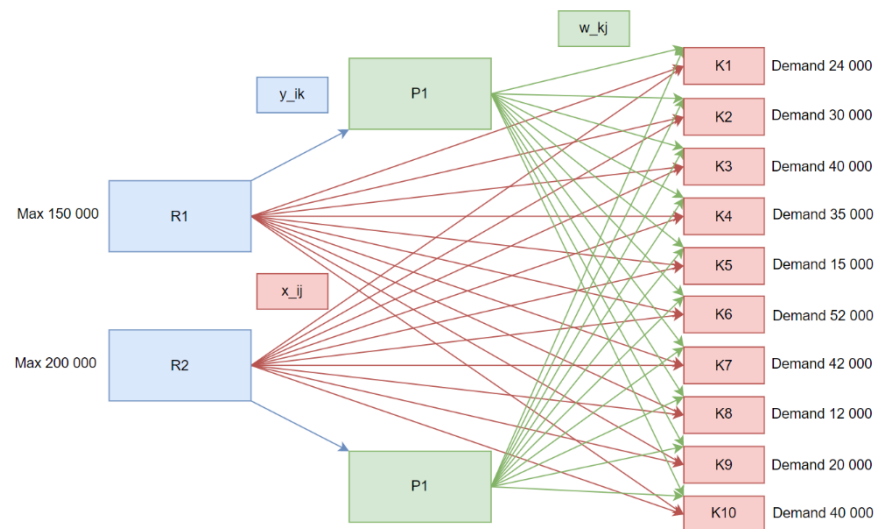 w_kj
K1 Demand 24 000
P1
y_ik
K2 Demand 30 000
K3 Demand 40 000
Max 150 000 R1
K4 Demand 35 000
K5 Demand 15 000
x_ij
K6 Demand 52 000
Max 200 000 R2
K7 Demand 42 000
K8 Demand 12 000
K9 Demand 20 000
P1
K10 Demand 40 000